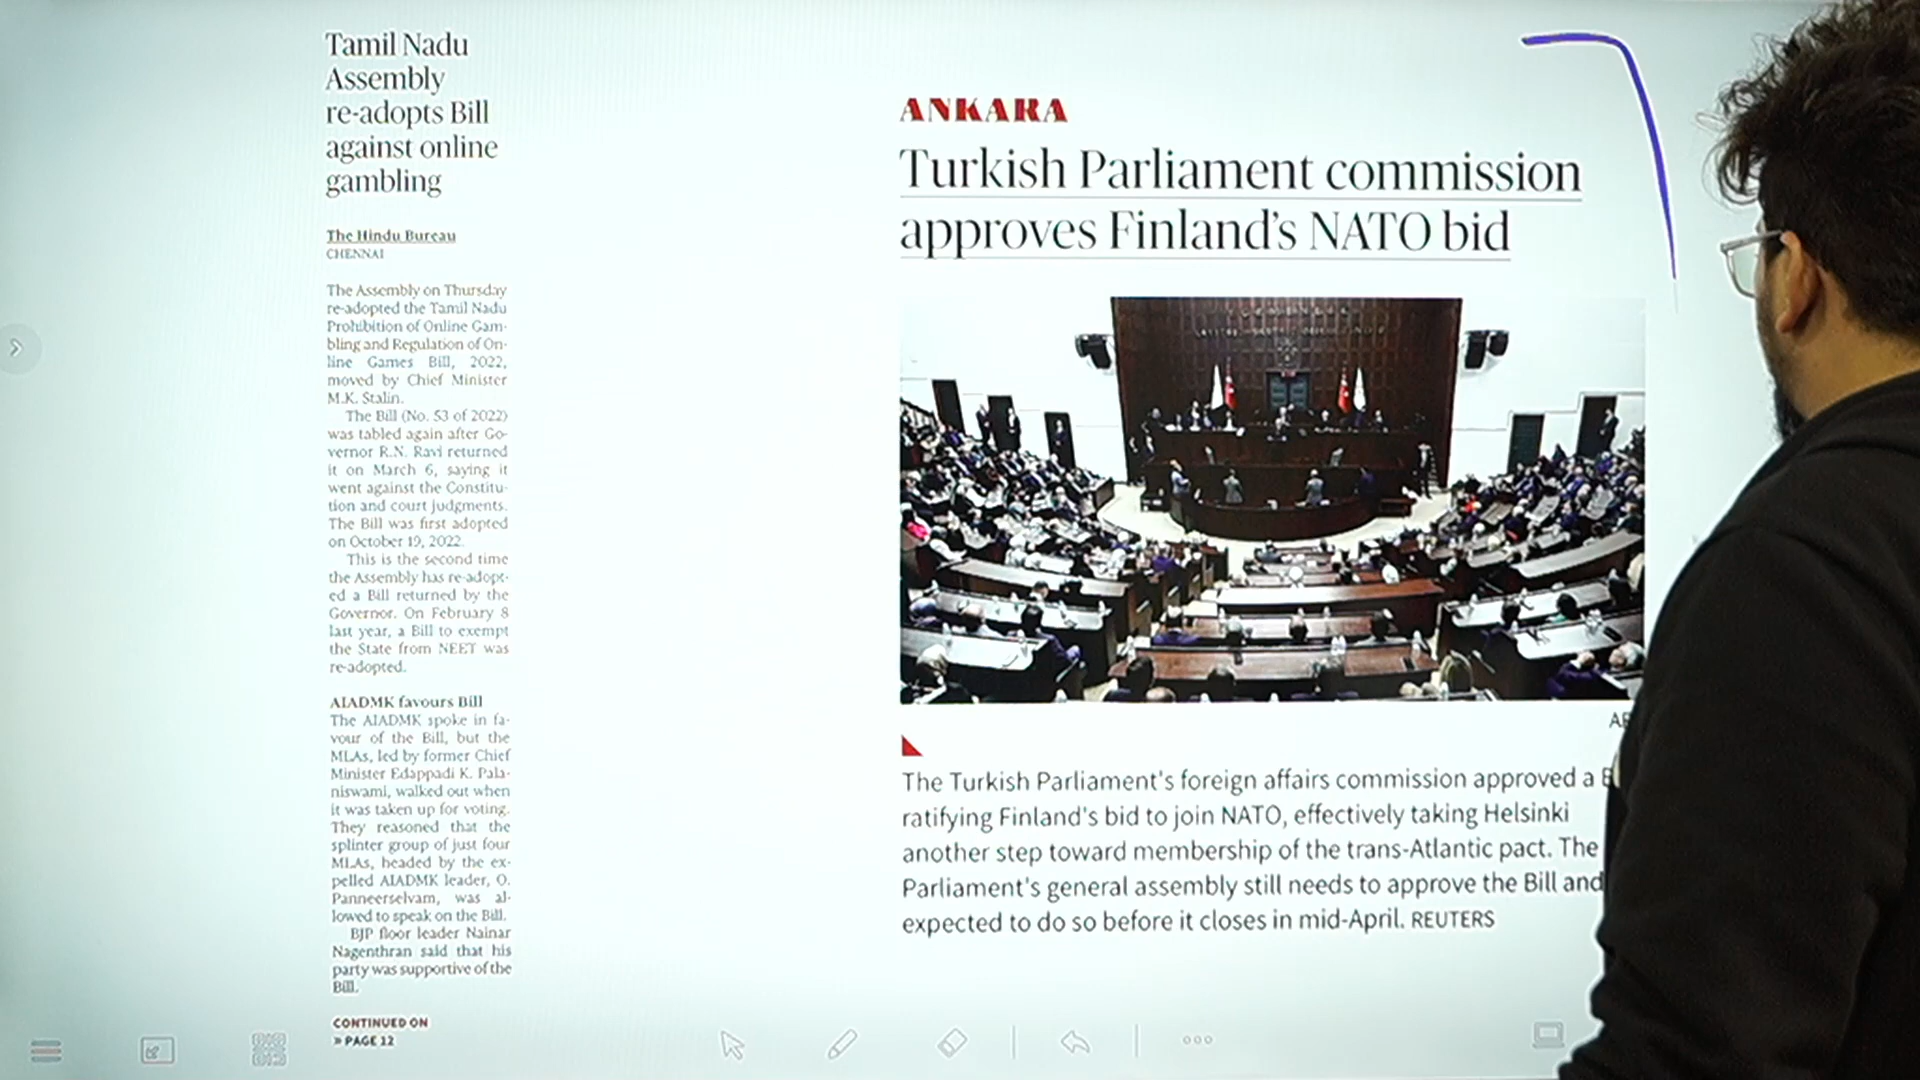 Tamil Nadu
Assembly
re-adopts Bill
against online
gambling
The Hindu Bureau
CHENNAI
The Assembly on Thursday
re-adopted the Tamil Nadu
Prohibition of Online Gam-
bling and Regulation of On-
line Games Bill, 2022,
moved by Chief Minister
M.K. Stalin.
The Bill (No. 53 of 2022)
was tabled again after Go-
vernor R.N. Ravi returned
it on March 6, saying it
went against the Constitu-
tion and court judgments.
The Bill was first adopted
on October 19, 2022.
This is the second time
the Assembly has re-adopt-
ed a Bill returned by the
Governor. On February 8
last year, a Bill to exempt
the State from NEET was
re-adopted.
AIADMK favours Bill
The AIADMK spoke in fa-
vour of the Bill, but the
MLAs, led by former Chief
Minister Edappadi K. Pala-
niswami, walked out when
it was taken up for voting.
They reasoned that the
splinter group of just four
MLAs, headed by the ex-
pelled AIADMK leader, O.
Panneerselvam, was al-
lowed to speak on the Bill.
BJP floor leader Nainar
Nagenthran said that his
party was supportive of the
Bill.
CONTINUED ON
» PAGE 12
ANKARA
Turkish Parliament commission
approves Finland's NATO bid
The Turkish Parliament's foreign affairs commission approved a
ratifying Finland's bid to join NATO, effectively taking Helsinki
another step toward membership of the trans-Atlantic pact. The
Parliament's general assembly still needs to approve the Bill and
expected to do so before it closes in mid-April. REUTERS